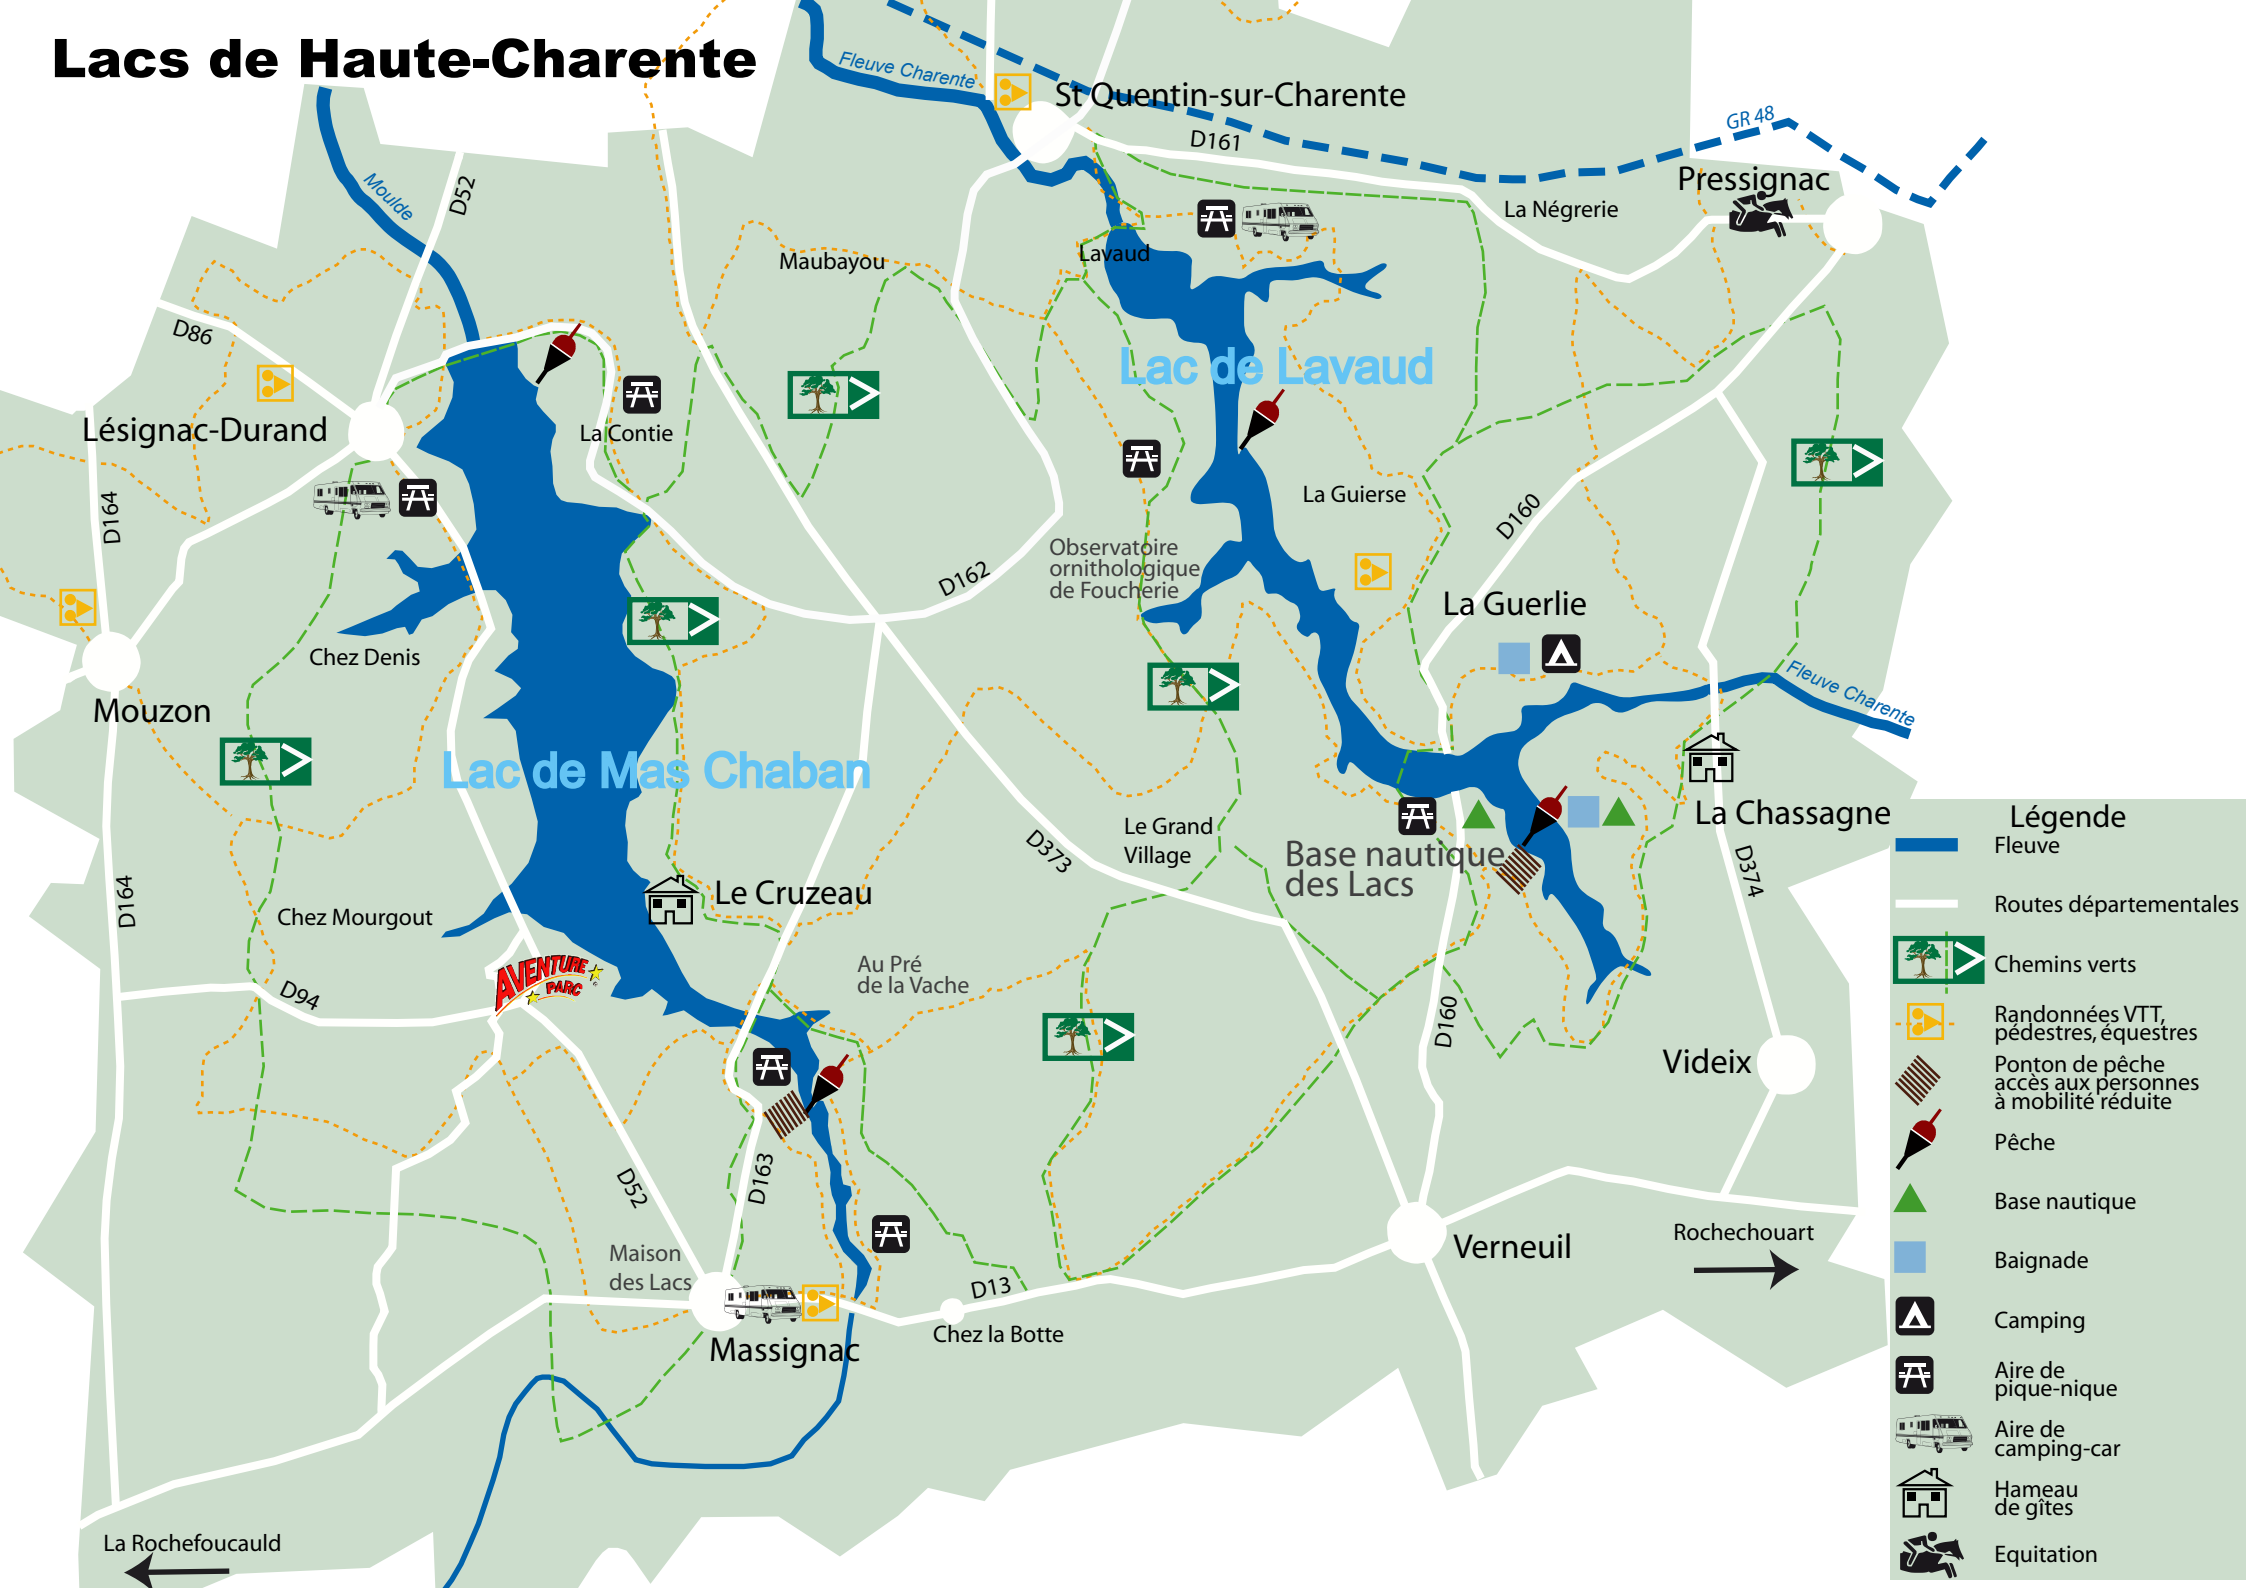 Lacs de Haute-Charente
Fleuve Charente
St Quentin-sur-Charente
D161
GR 48
Pressignac
La Négrerie
Moulde
D52
Maubayou
Lavaud
D86
Lac de Lavaud
Lésignac-Durand
La Contie
D164
La Guierse
D160
Observatoire
ornithologique
de Foucherie
D162
La Guerlie
Chez Denis
Mouzon
Fleuve Charente
Lac de Mas Chaban
Le Grand
Village
D373
Base nautique
des Lacs
La Chassagne
D374
D164
Le Cruzeau
Chez Mourgout
AVENTURE
PARC
Au Pré
de la Vache
D94
D160
Videix
D52
D163
Maison
des Lacs
Verneuil
Rochechouart
D13
Chez la Botte
Massignac
La Rochefoucauld
Légende
Fleuve
Routes départementales
Chemins verts
Randonnées VTT,
pédestres, équestres
Ponton de pêche
accès aux personnes
à mobilité réduite
Pêche
Base nautique
Baignade
Camping
Aire de
pique-nique
Aire de
camping-car
Hameau
de gîtes
Equitation